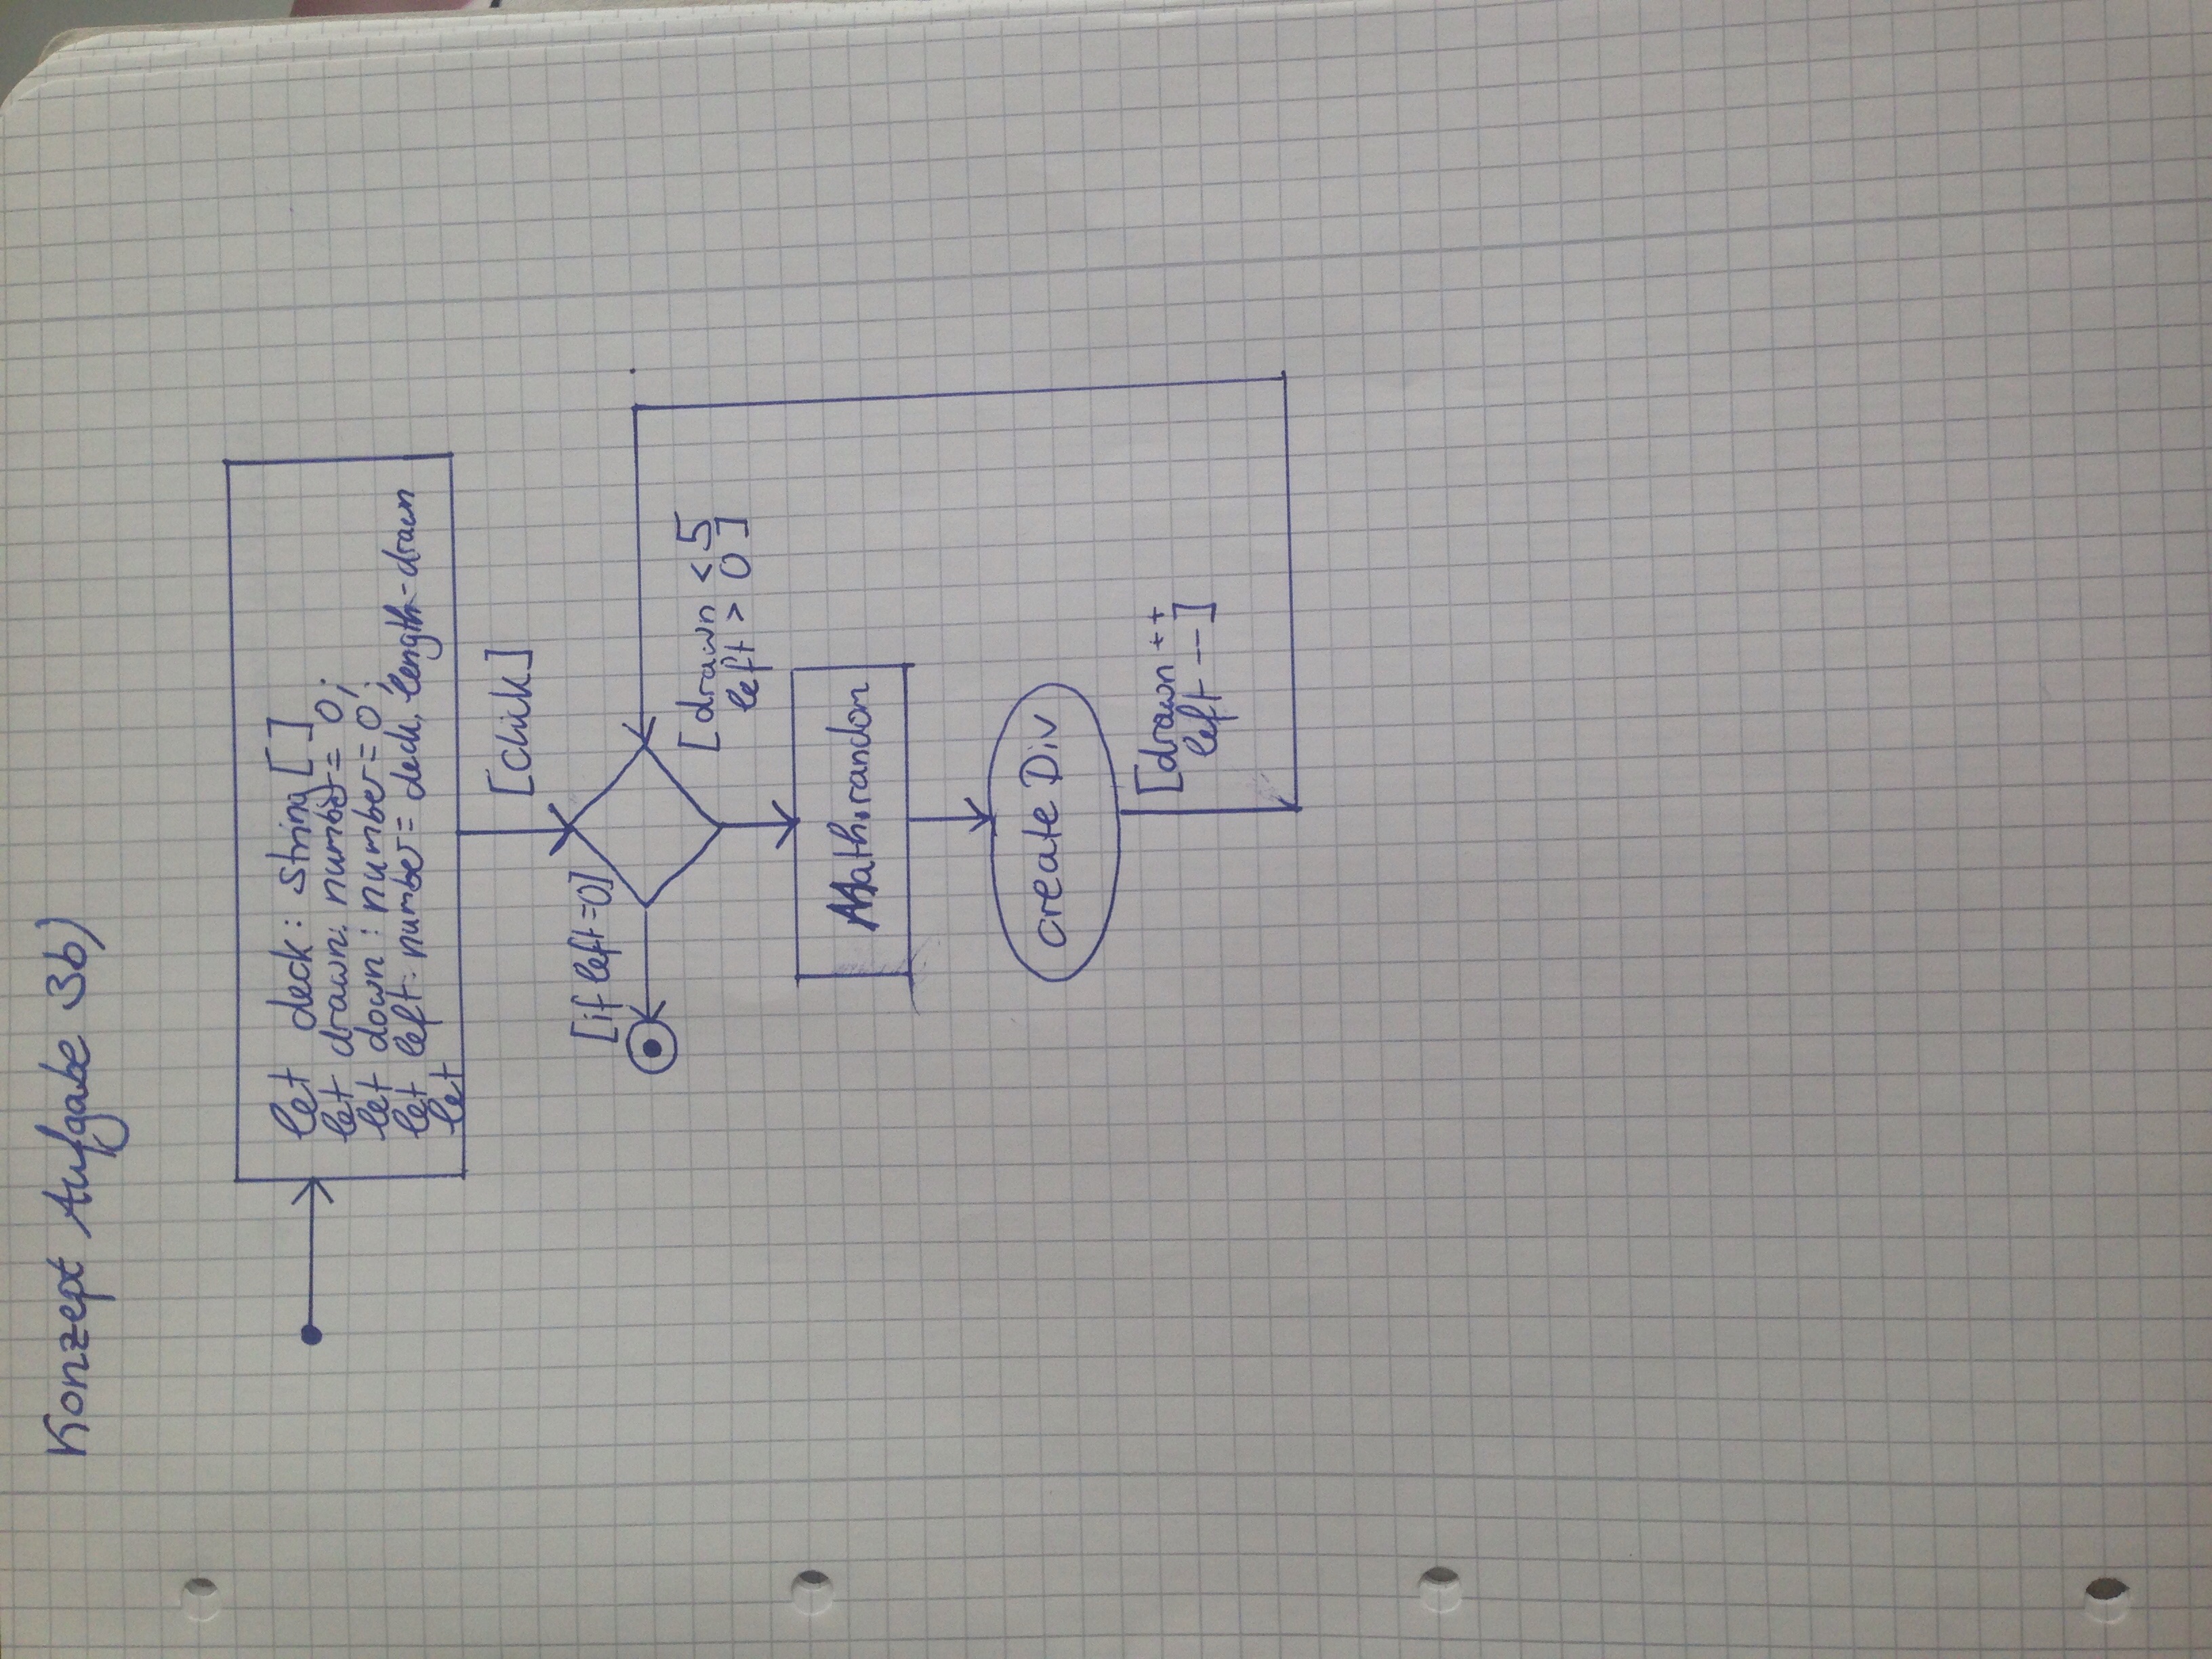 Konzept Aufgabe 3b)
let deck: string[]
let drawn: number = 0;
let down : number = 0;
let left: number = deck.length-drawn
let
[click]
[if left=0]
[drawn < 5
left > 0]
Math.random
create Div
[drawn ++
left --]